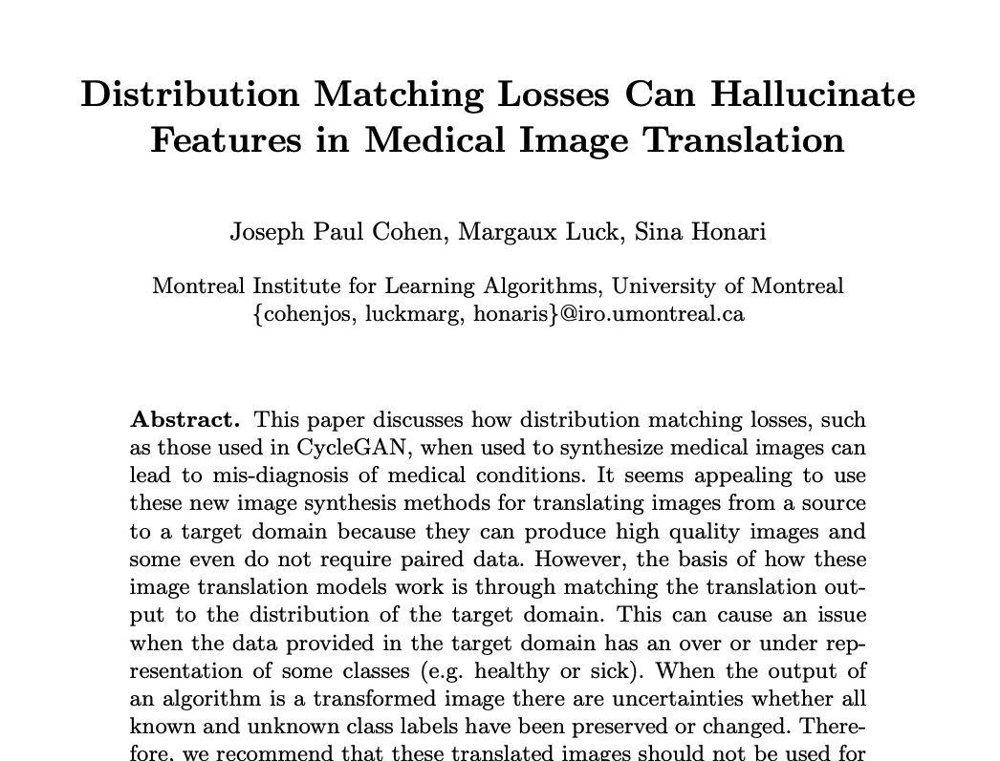 Distribution Matching Losses Can Hallucinate
Features in Medical Image Translation
Joseph Paul Cohen, Margaux Luck, Sina Honari
Montreal Institute for Learning Algorithms, University of Montreal
{cohenjos, luckmarg, honaris}@iro.umontreal.ca
Abstract. This paper discusses how distribution matching losses, such
as those used in CycleGAN, when used to synthesize medical images can
lead to mis-diagnosis of medical conditions. It seems appealing to use
these new image synthesis methods for translating images from a source
to a target domain because they can produce high quality images and
some even do not require paired data. However, the basis of how these
image translation models work is through matching the translation out-
put to the distribution of the target domain. This can cause an issue
when the data provided in the target domain has an over or under rep-
resentation of some classes (e.g. healthy or sick). When the output of
an algorithm is a transformed image there are uncertainties whether all
known and unknown class labels have been preserved or changed. There-
fore, we recommend that these translated images should not be used for